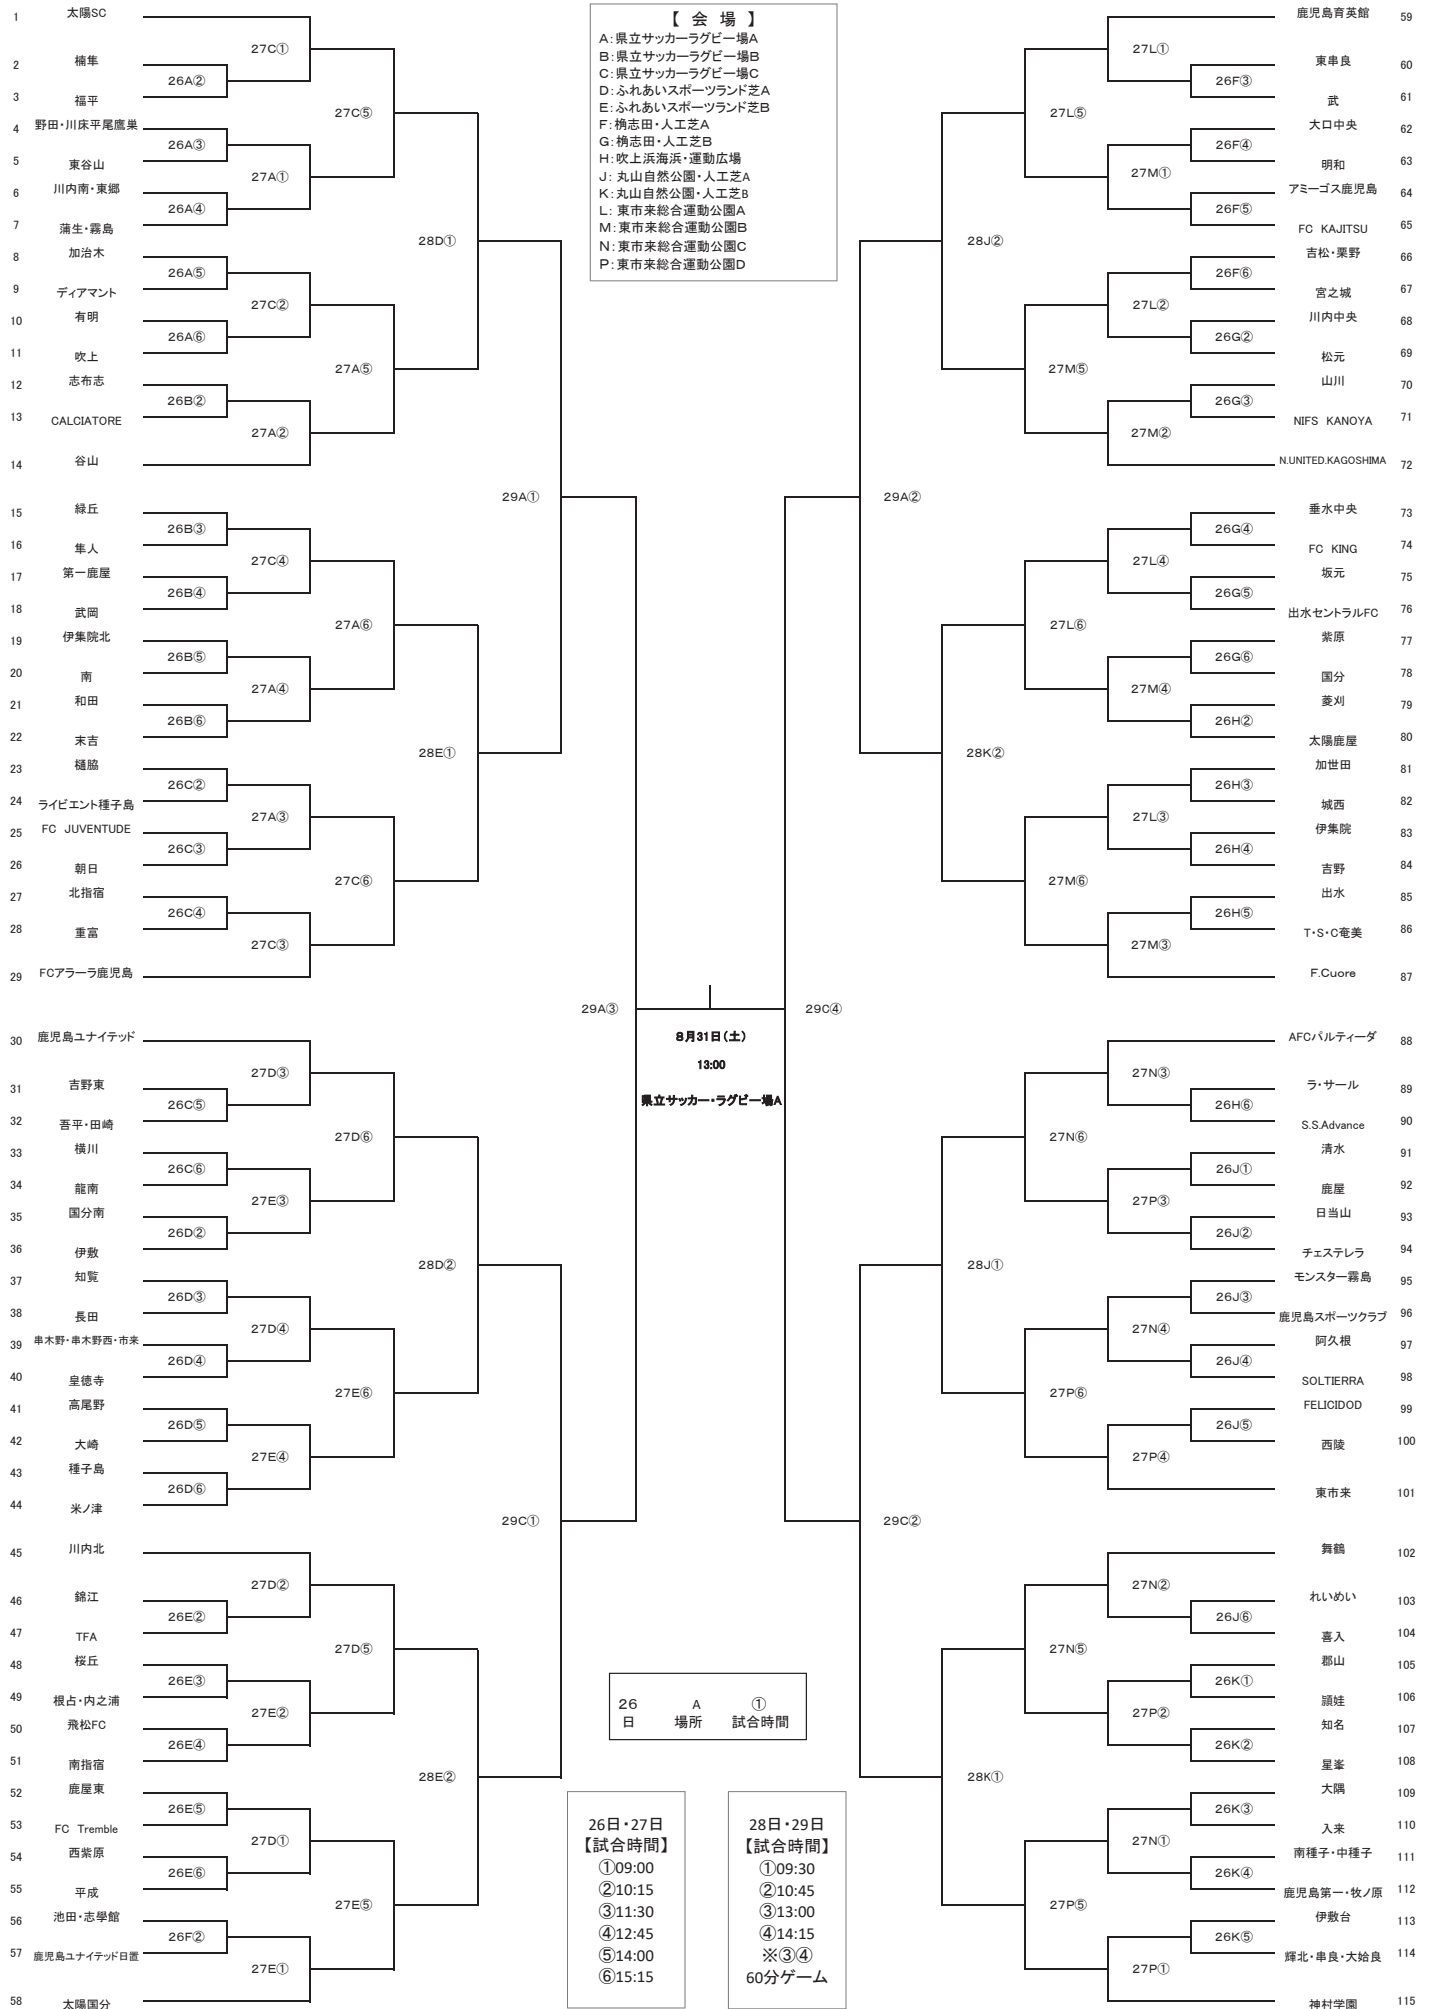 【 会 場 】
A:県立サッカーラグビー場A
B:県立サッカーラグビー場B
C:県立サッカーラグビー場C
D:ふれあいスポーツランド芝A
E:ふれあいスポーツランド芝B
F:桷志田・人工芝A
G:桷志田・人工芝B
H:吹上浜海浜・運動広場
J:丸山自然公園・人工芝A
K:丸山自然公園・人工芝B
L:東市来総合運動公園A
M:東市来総合運動公園B
N:東市来総合運動公園C
P:東市来総合運動公園D
1 太陽SC
27C①
2 楠隼
26A②
3 福平
27C⑤
4 野田・川床平尾鷹巣
26A③
5 東谷山
27A①
6 川内南・東郷
26A④
7 蒲生・霧島
28D①
8 加治木
26A⑤
9 ディアマント
27C②
10 有明
26A⑥
11 吹上
27A⑤
12 志布志
26B②
13 CALCIATORE
27A②
14 谷山
29A①
15 緑丘
26B③
16 隼人
27C④
17 第一鹿屋
26B④
18 武岡
27A⑥
19 伊集院北
26B⑤
20 南
27A④
21 和田
26B⑥
22 末吉
28E①
23 樋脇
26C②
24 ライビエント種子島
27A③
25 FC JUVENTUDE
26C③
26 朝日
27C⑥
27 北指宿
26C④
28 重富
27C③
29 FCアラーラ鹿児島
29A③
30 鹿児島ユナイテッド
27D③
31 吉野東
26C⑤
32 吾平・田崎
27D⑥
33 横川
26C⑥
34 龍南
27E③
35 国分南
26D②
36 伊敷
28D②
37 知覧
26D③
38 長田
27D④
39 串木野・串木野西・市来
26D④
40 皇徳寺
27E⑥
41 高尾野
26D⑤
42 大崎
27E④
43 種子島
26D⑥
44 米ノ津
29C①
45 川内北
27D②
46 錦江
26E②
47 TFA
27D⑤
48 桜丘
26E③
49 根占・内之浦
27E②
50 飛松FC
26E④
51 南指宿
28E②
52 鹿屋東
26E⑤
53 FC Tremble
27D①
54 西紫原
26E⑥
55 平成
27E⑤
56 池田・志學館
26F②
57 鹿児島ユナイテッド日置
27E①
58 太陽国分
8月31日(土)
13:00
県立サッカー・ラグビー場A
26 A ①
日 場所 試合時間
26日・27日
【試合時間】
①09:00
②10:15
③11:30
④12:45
⑤14:00
⑥15:15
28日・29日
【試合時間】
①09:30
②10:45
③13:00
④14:15
※③④
60分ゲーム
鹿児島育英館 59
27L①
東串良 60
26F③
武 61
27L⑤
大口中央 62
26F④
明和 63
27M①
アミーゴス鹿児島 64
26F⑤
FC KAJITSU 65
28J②
吉松・栗野 66
26F⑥
宮之城 67
27L②
川内中央 68
26G②
松元 69
27M⑤
山川 70
26G③
NIFS KANOYA 71
27M②
N.UNITED.KAGOSHIMA 72
29A②
垂水中央 73
26G④
FC KING 74
27L④
坂元 75
26G⑤
出水セントラルFC 76
27L⑥
紫原 77
26G⑥
国分 78
27M④
菱刈 79
26H②
太陽鹿屋 80
28K②
加世田 81
26H③
城西 82
27L③
伊集院 83
26H④
吉野 84
27M⑥
出水 85
26H⑤
T・S・C奄美 86
27M③
F.Cuore 87
29C④
AFCパルティーダ 88
27N③
ラ・サール 89
26H⑥
S.S.Advance 90
27N⑥
清水 91
26J①
鹿屋 92
27P③
日当山 93
26J②
チェステレラ 94
28J①
モンスター霧島 95
26J③
鹿児島スポーツクラブ 96
27N④
阿久根 97
26J④
SOLTIERRA 98
27P⑥
FELICIDOD 99
26J⑤
西陵 100
27P④
東市来 101
29C②
舞鶴 102
27N②
れいめい 103
26J⑥
喜入 104
27N⑤
郡山 105
26K①
頴娃 106
27P②
知名 107
26K②
星峯 108
28K①
大隅 109
26K③
入来 110
27N①
南種子・中種子 111
26K④
鹿児島第一・牧ノ原 112
27P⑤
伊敷台 113
26K⑤
輝北・串良・大姶良 114
27P①
神村学園 115